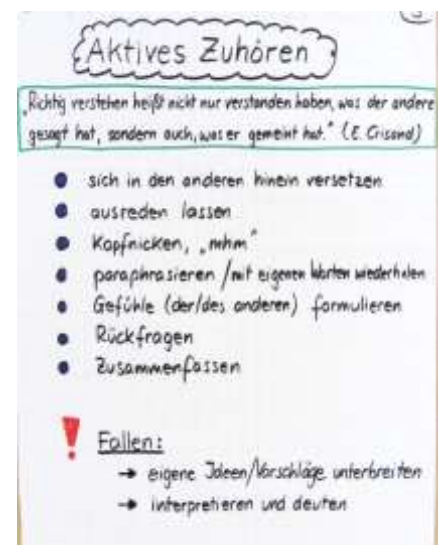 Aktives Zuhören
„Richtig verstehen heißt nicht nur verstanden haben, was der andere
gesagt hat, sondern auch, was er gemeint hat." (E. Crisand)
sich in den anderen hinein versetzen
ausreden lassen
Kopfnicken, „mhm"
paraphrasieren / mit eigenen Worten wiederholen
Gefühle (der/des anderen) formulieren
Rückfragen
Zusammenfassen
! Fallen:
→ eigene Ideen/Vorschläge unterbreiten
→ interpretieren und deuten